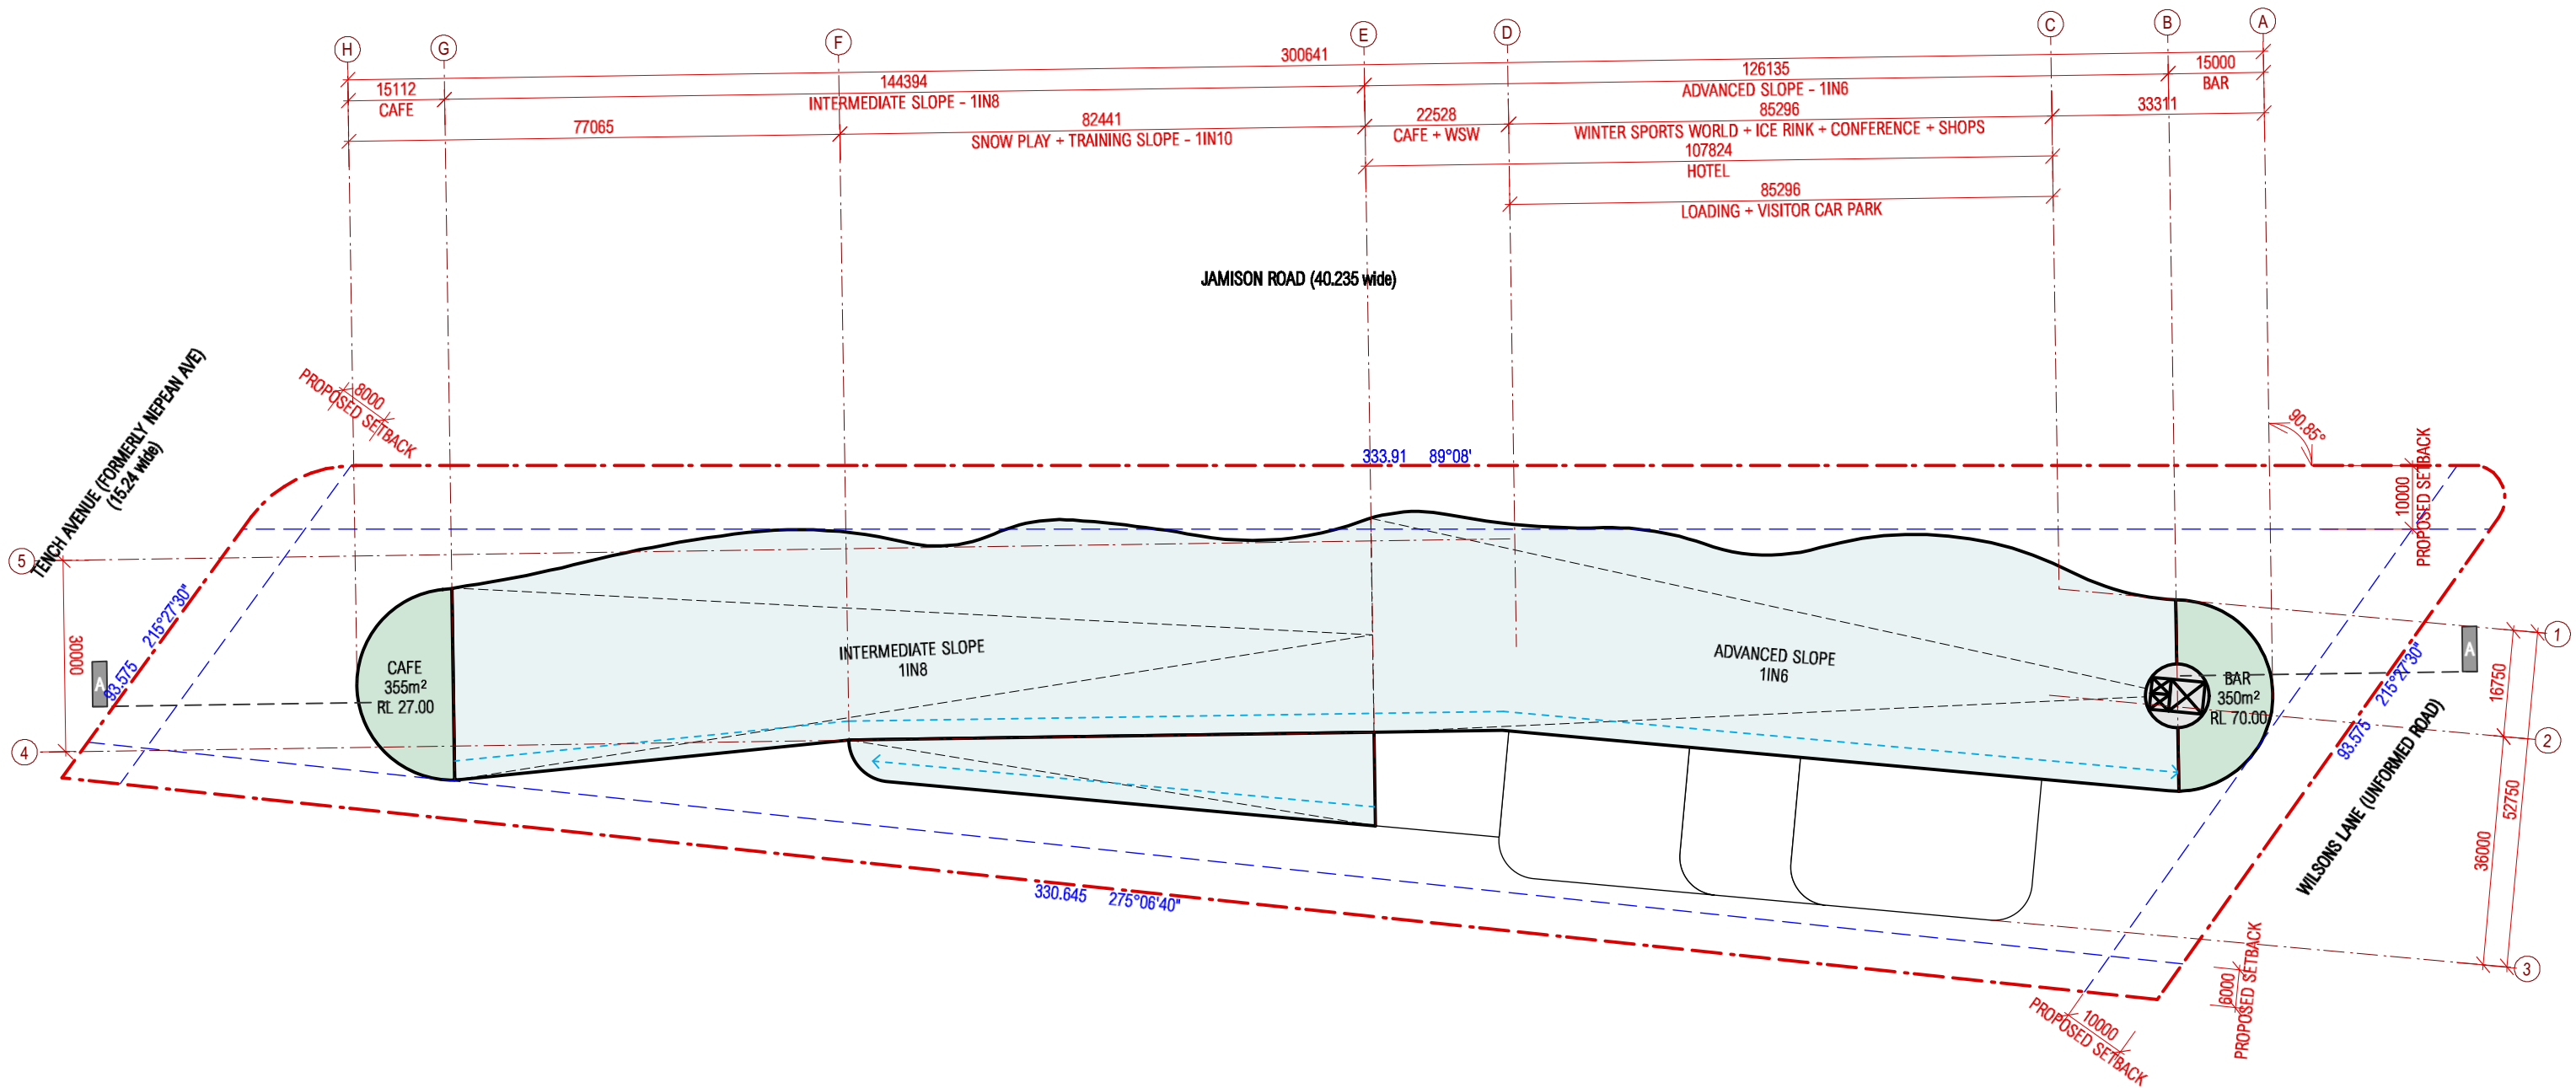 H
G
F
E
D
C
B
A
300641
15112
144394
126135
15000
CAFE
INTERMEDIATE SLOPE - 1IN8
ADVANCED SLOPE - 1IN6
BAR
77065
82441
22528
85296
33311
SNOW PLAY + TRAINING SLOPE - 1IN10
CAFE + WSW
WINTER SPORTS WORLD + ICE RINK + CONFERENCE + SHOPS
107824
HOTEL
85296
LOADING + VISITOR CAR PARK
JAMISON ROAD (40.235 wide)
TENCH AVENUE (FORMERLY NEPEAN AVE)
(15.24 wide)
8000
PROPOSED SETBACK
333.91 89°08'
90.85°
10000
PROPOSED SETBACK
5
4
30000
93.575 215°27'30"
A
CAFE
355m²
RL 27.00
INTERMEDIATE SLOPE
1IN8
ADVANCED SLOPE
1IN6
BAR
350m²
RL 70.00
A
93.575 215°27'30"
WILSONS LANE (UNFORMED ROAD)
1
2
3
16750
36000
52750
330.645 275°06'40"
6000
PROPOSED SETBACK
10000
PROPOSED SETBACK